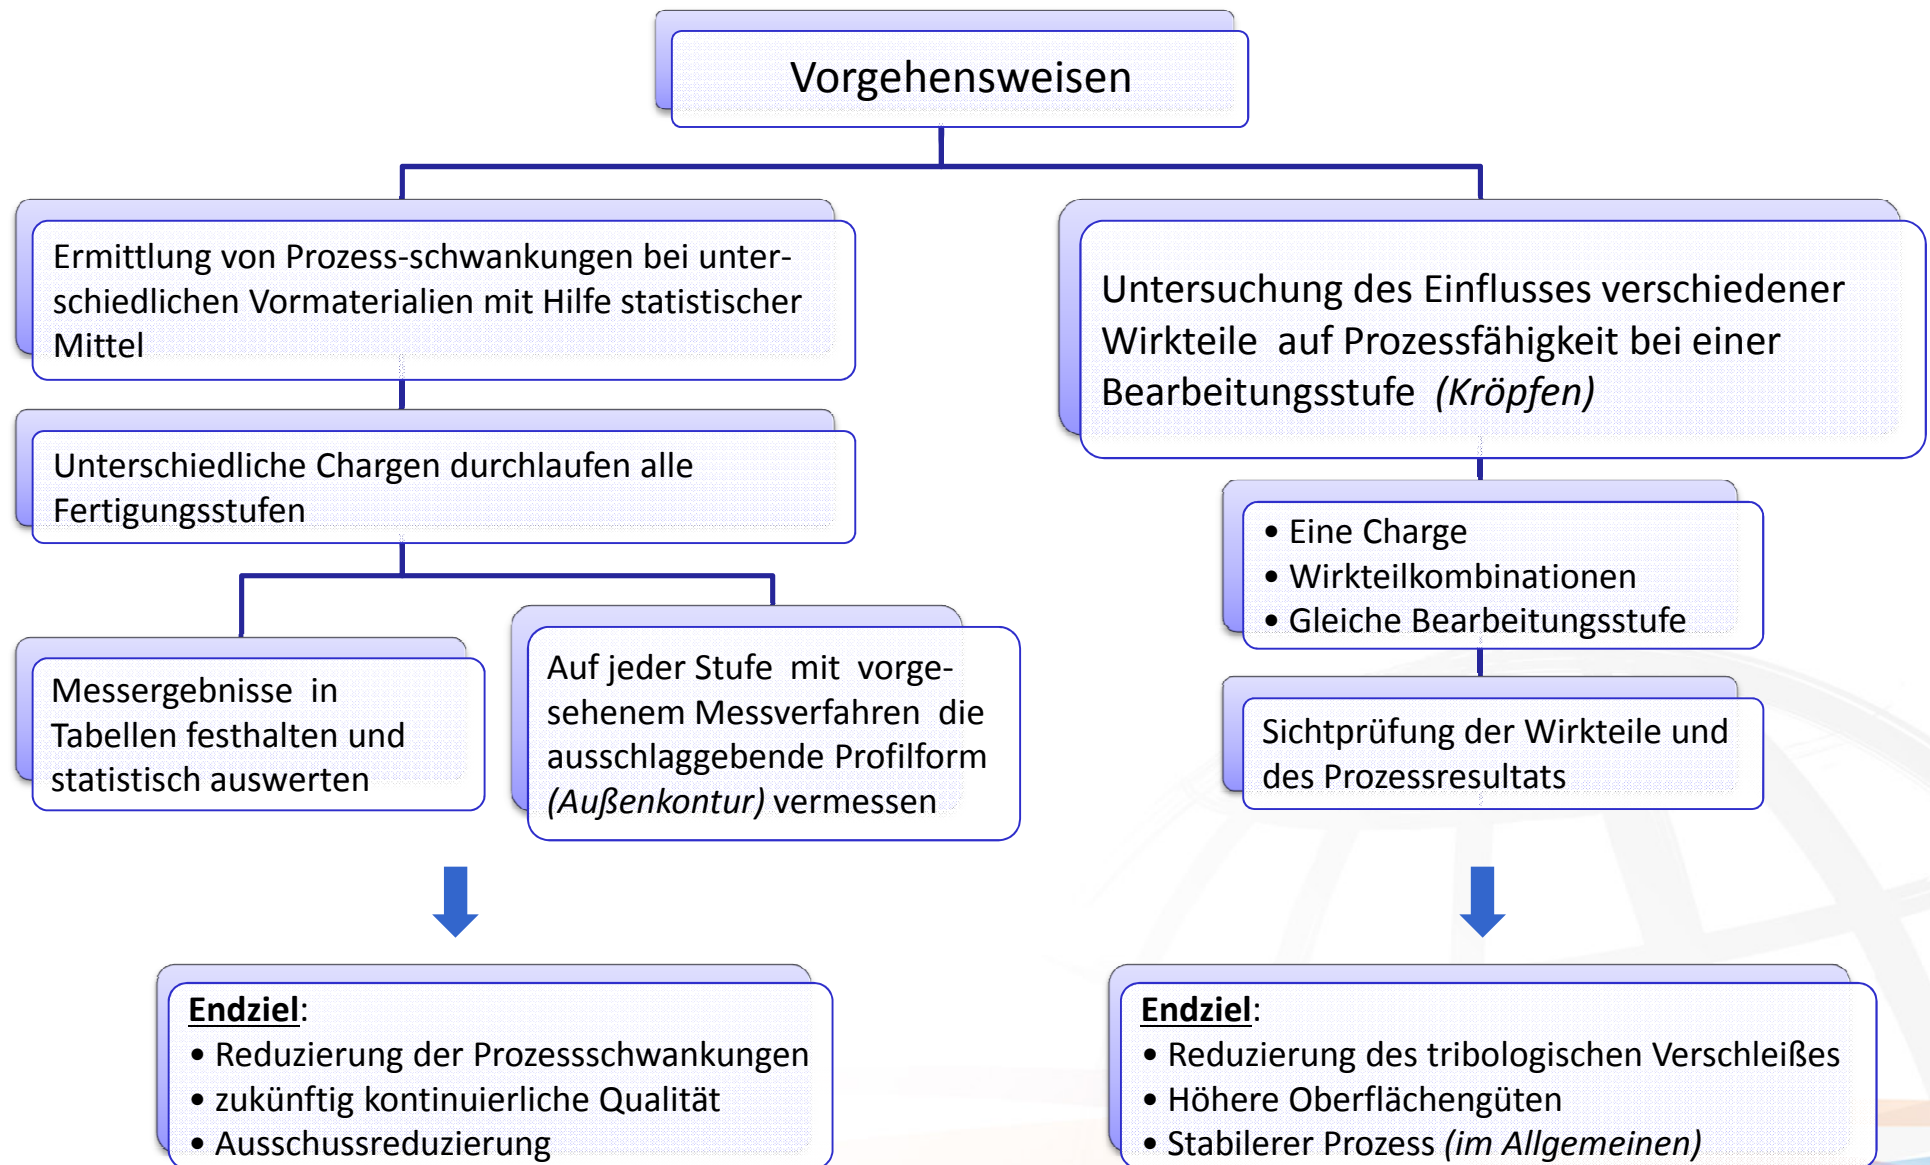 Vorgehensweisen
Ermittlung von Prozess-schwankungen bei unter-
schiedlichen Vormaterialien mit Hilfe statistischer
Mittel
Unterschiedliche Chargen durchlaufen alle
Fertigungsstufen
Messergebnisse in
Tabellen festhalten und
statistisch auswerten
Auf jeder Stufe mit vorge-
sehenem Messverfahren die
ausschlaggebende Profilform
(Außenkontur) vermessen
Endziel:
• Reduzierung der Prozessschwankungen
• zukünftig kontinuierliche Qualität
• Ausschussreduzierung
Untersuchung des Einflusses verschiedener
Wirkteile auf Prozessfähigkeit bei einer
Bearbeitungsstufe (Kröpfen)
• Eine Charge
• Wirkteilkombinationen
• Gleiche Bearbeitungsstufe
Sichtprüfung der Wirkteile und
des Prozessresultats
Endziel:
• Reduzierung des tribologischen Verschleißes
• Höhere Oberflächengüten
• Stabilerer Prozess (im Allgemeinen)